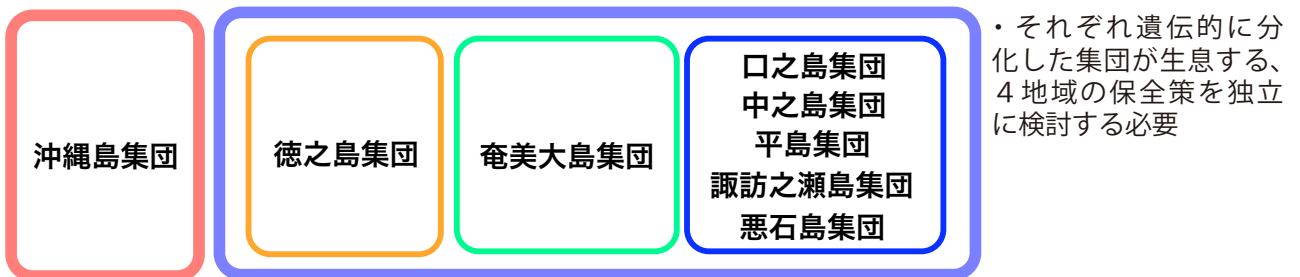 沖縄島集団
徳之島集団
奄美大島集団
口之島集団
中之島集団
平島集団
諏訪之瀬島集団
悪石島集団
・それぞれ遺伝的に分
化した集団が生息する、
４地域の保全策を独立
に検討する必要